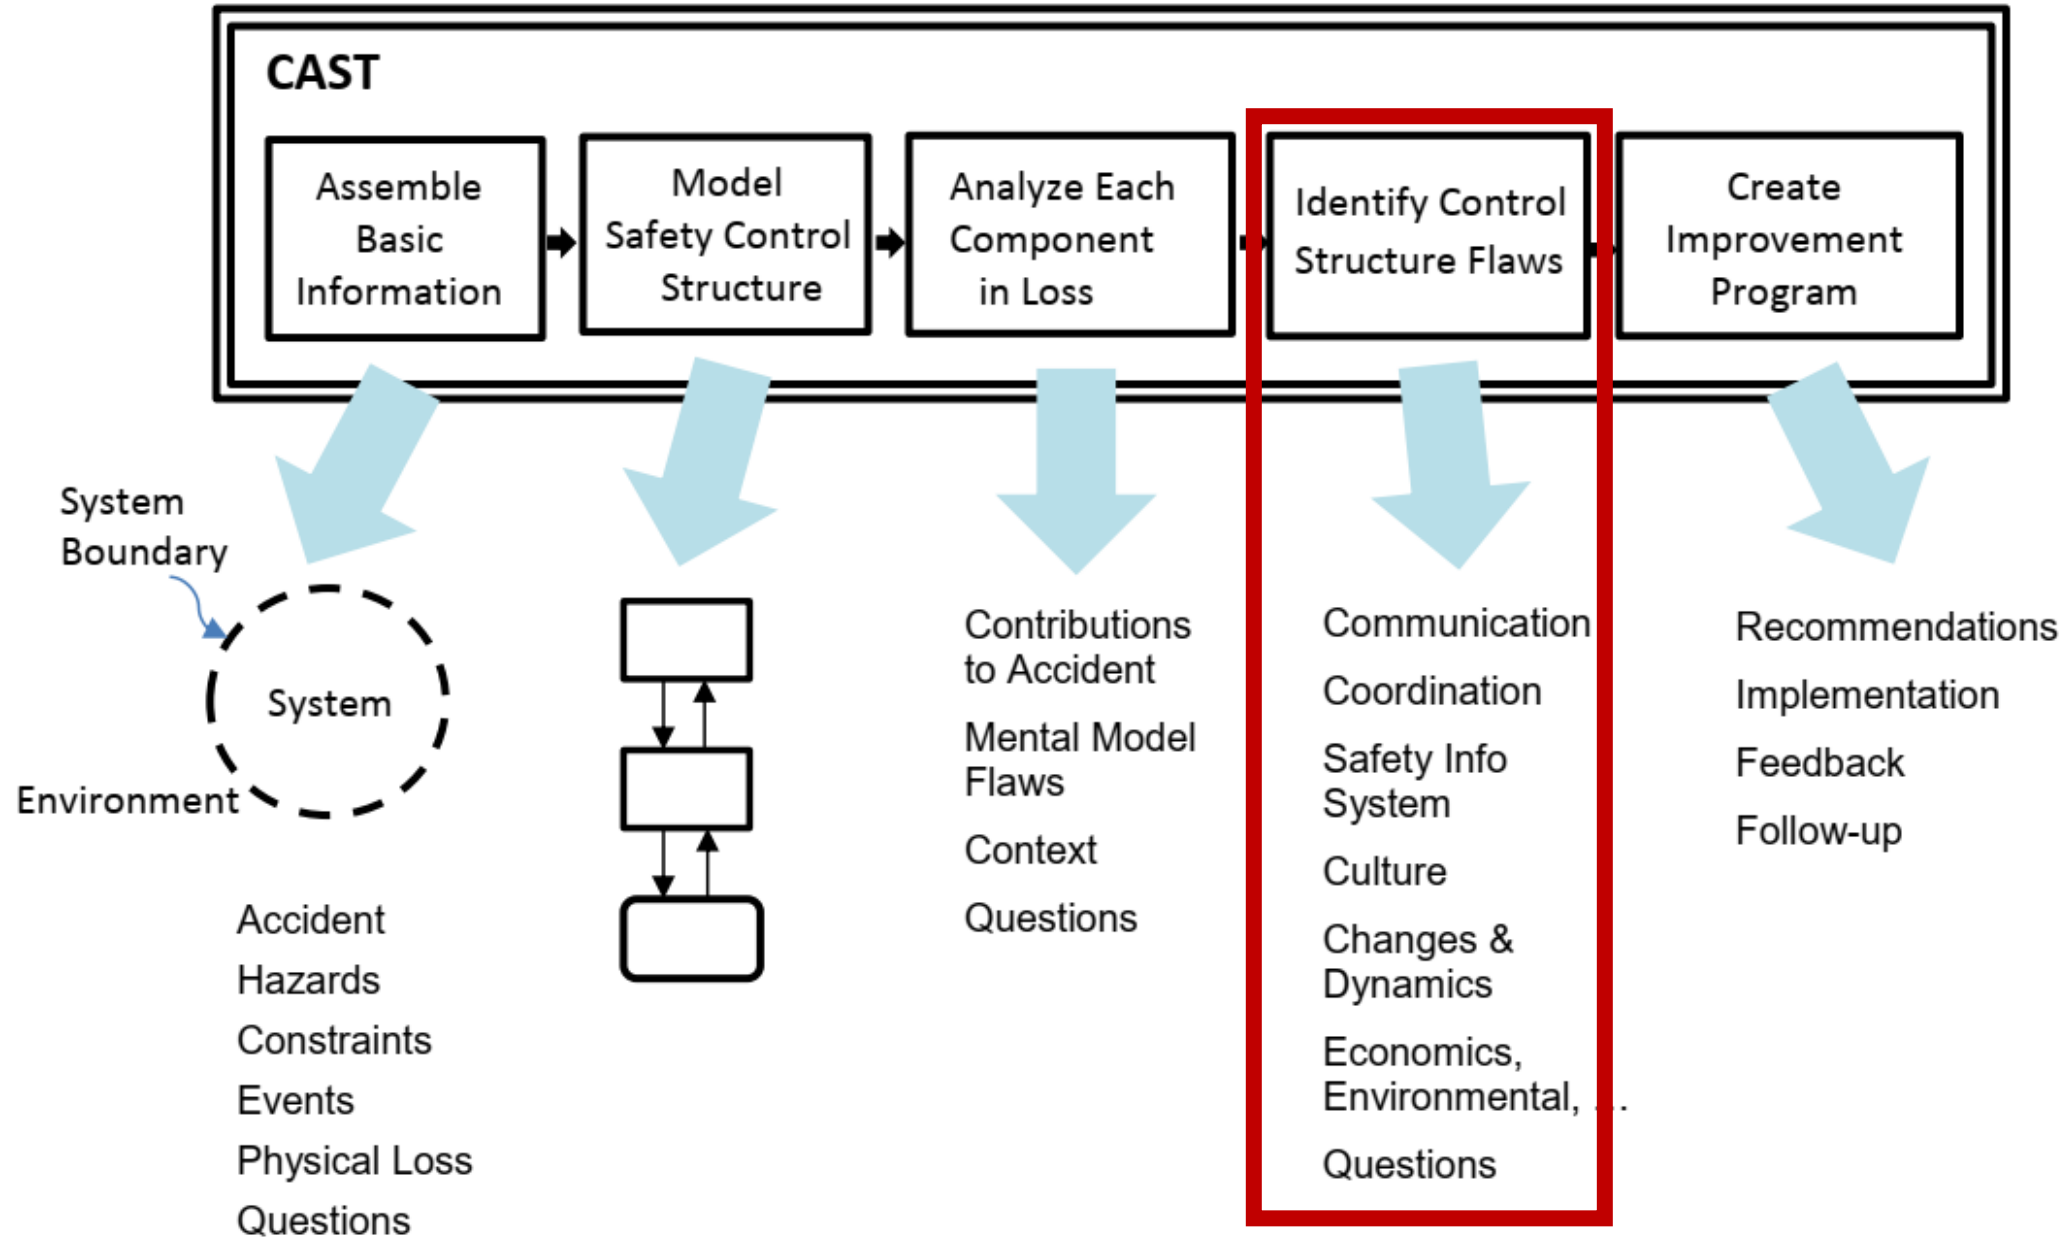 CAST
Assemble
Basic
Information
Model
Safety Control
Structure
Analyze Each
Component
in Loss
Identify Control
Structure Flaws
Create
Improvement
Program
System
Boundary
System
Environment
Accident
Hazards
Constraints
Events
Physical Loss
Questions
Contributions
to Accident
Mental Model
Flaws
Context
Questions
Communication
Coordination
Safety Info
System
Culture
Changes &
Dynamics
Economics,
Environmental, ...
Questions
Recommendations
Implementation
Feedback
Follow-up